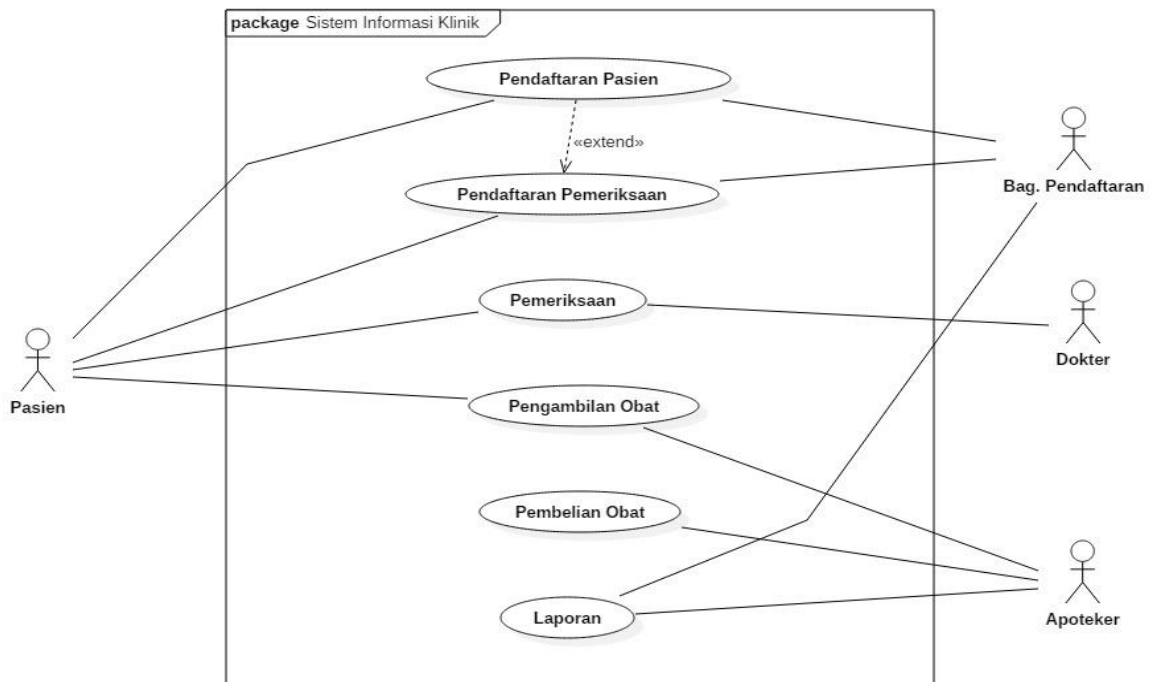 package Sistem Informasi Klinik
Pendaftaran Pasien
«extend»
Pendaftaran Pemeriksaan
Bag. Pendaftaran
Pemeriksaan
Dokter
Pasien
Pengambilan Obat
Pembelian Obat
Laporan
Apoteker